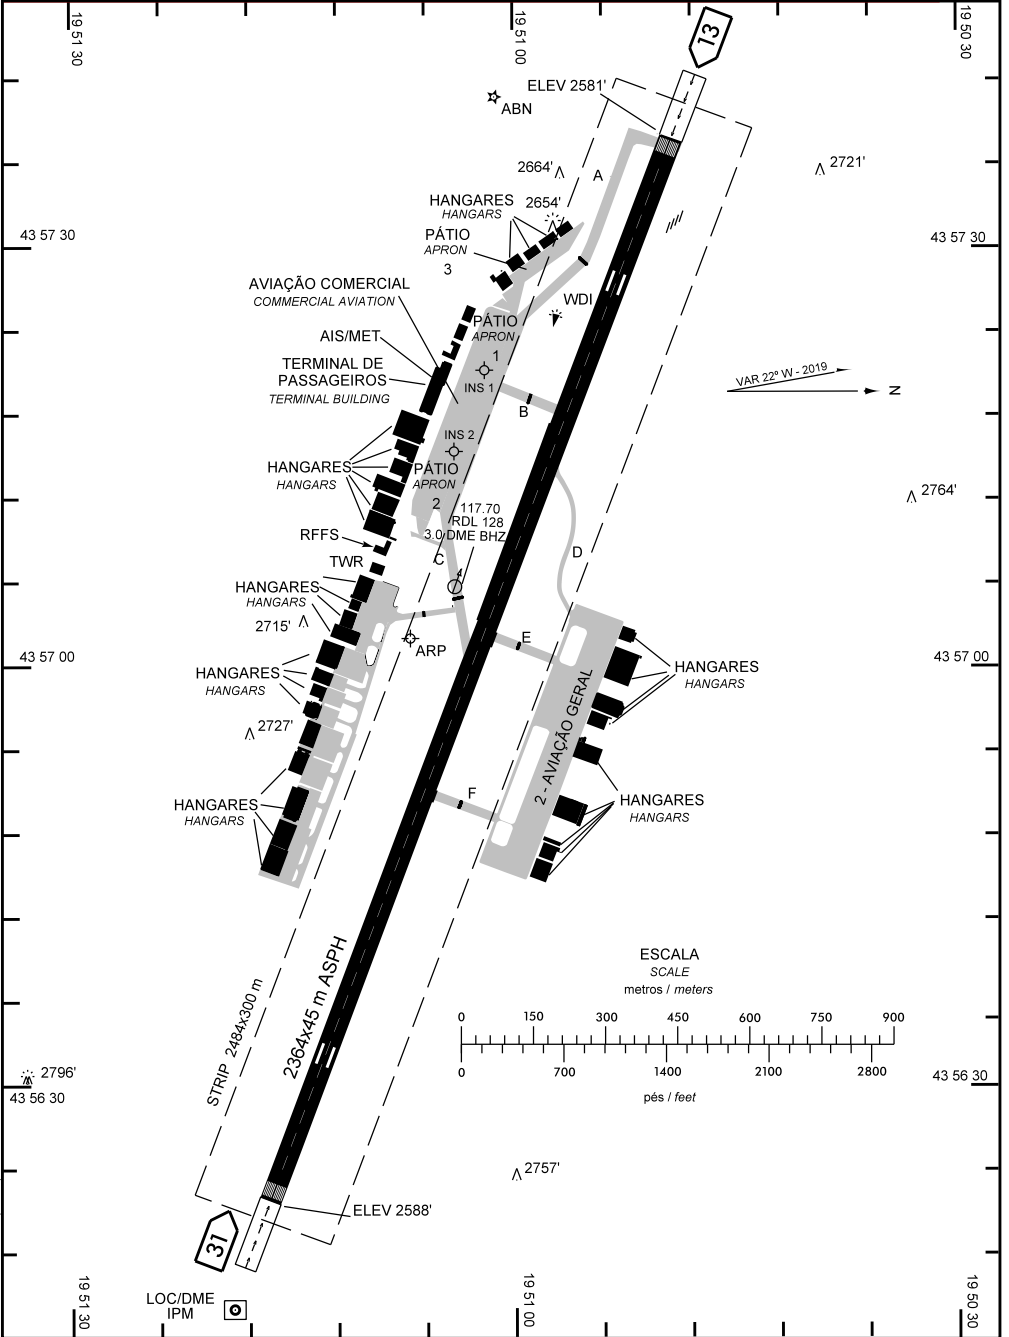 19 51 30
19 51 00
19 50 30
13
ELEV 2581'
ABN
2664'
A
2721'
HANGARES
HANGARS
2654'
PÁTIO
APRON
3
43 57 30
43 57 30
AVIAÇÃO COMERCIAL
COMMERCIAL AVIATION
WDI
AIS/MET
PÁTIO
APRON
1
TERMINAL DE
PASSAGEIROS
TERMINAL BUILDING
INS 1
VAR 22º W - 2019
N
B
INS 2
HANGARES
HANGARS
PÁTIO
APRON
2
2764'
117.70
RDL 128
3.0 DME BHZ
RFFS
C
D
TWR
4
HANGARES
HANGARS
2715'
E
ARP
43 57 00
43 57 00
HANGARES
HANGARS
HANGARES
HANGARS
2 - AVIAÇÃO GERAL
2727'
F
HANGARES
HANGARS
HANGARES
HANGARS
2364x45 m ASPH
STRIP 2484x300 m
ESCALA
SCALE
metros / meters
0 150 300 450 600 750 900
0 700 1400 2100 2800
pés / feet
2796'
43 56 30
43 56 30
2757'
ELEV 2588'
31
LOC/DME
IPM
19 51 30
19 51 00
19 50 30